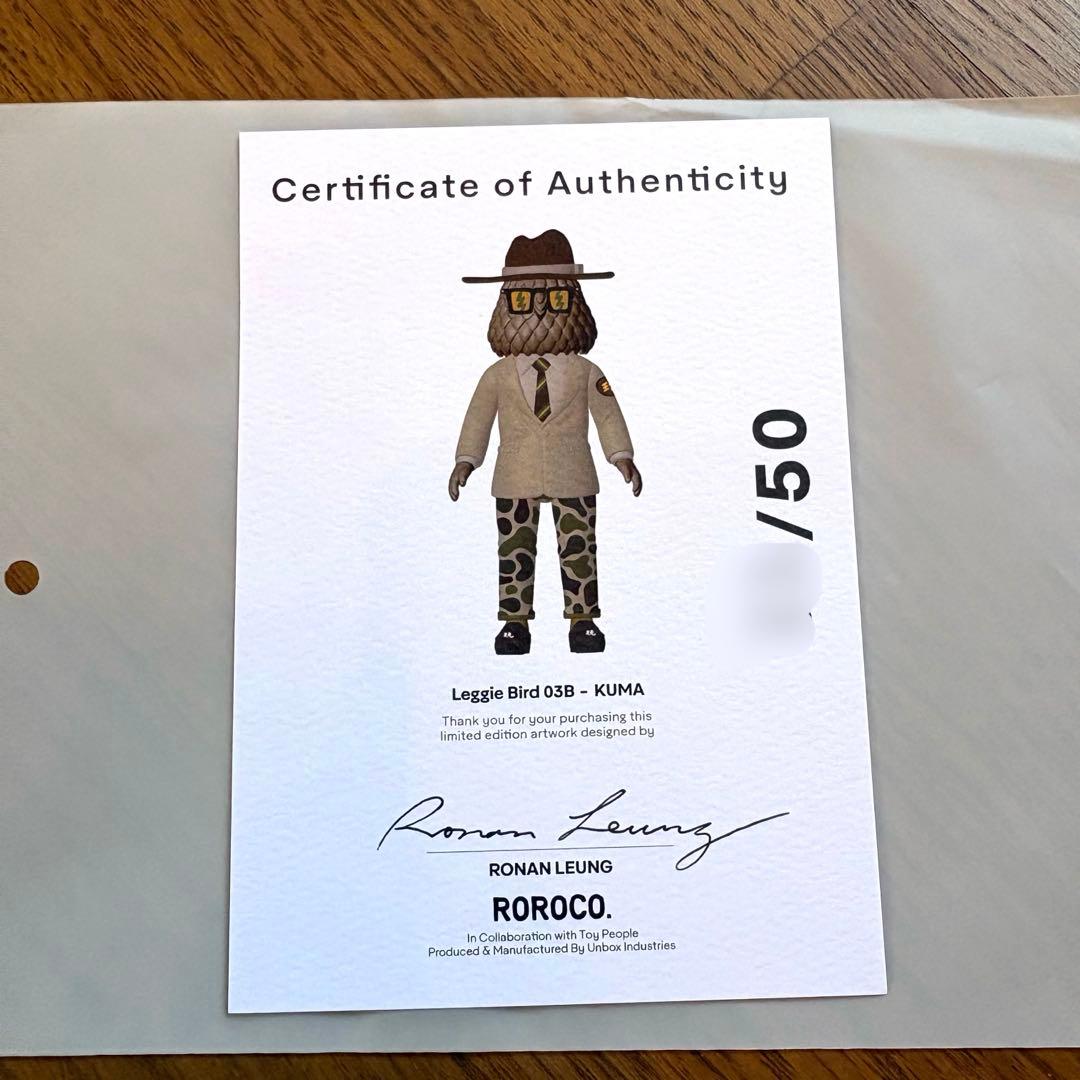 Certificate of Authenticity
/50
Leggie Bird 03B - KUMA
Thank you for your purchasing this
limited edition artwork designed by
Ronan Leung
RONAN LEUNG
ROROCO.
In Collaboration with Toy People
Produced & Manufactured By Unbox Industries